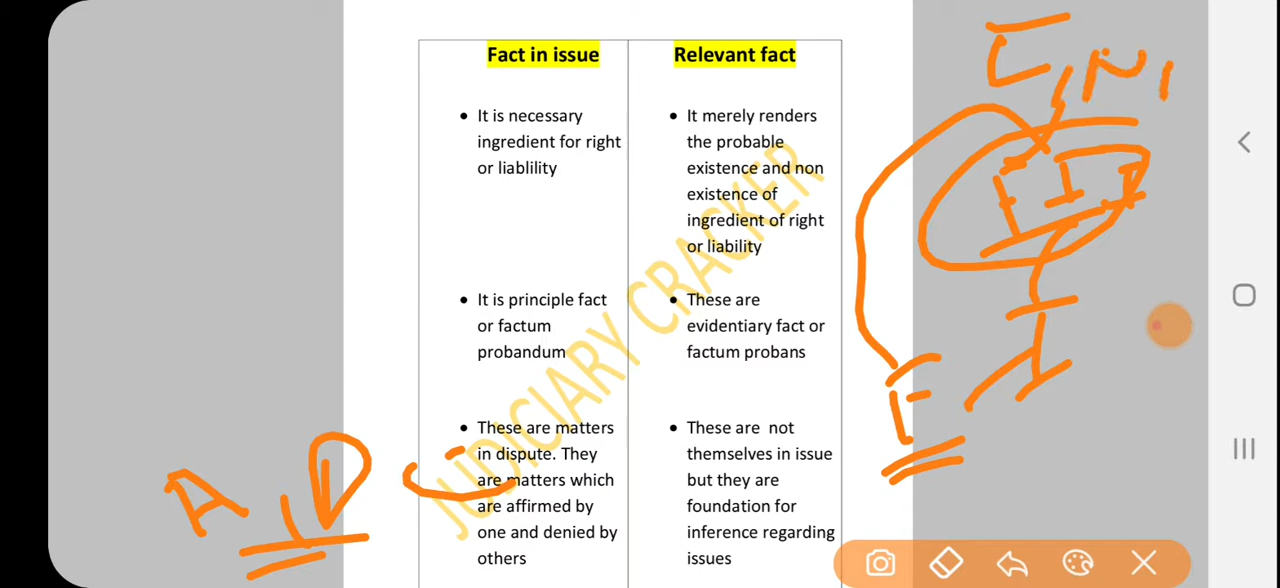 Fact in issue
Relevant fact
It is necessary
ingredient for right
or liablility
It merely renders
the probable
existence and non
existence of
ingredient of right
or liability
It is principle fact
or factum
probandum
These are
evidentiary fact or
factum probans
These are matters
in dispute. They
are matters which
are affirmed by
one and denied by
others
These are not
themselves in issue
but they are
foundation for
inference regarding
issues
JUDICIARY CRACKER